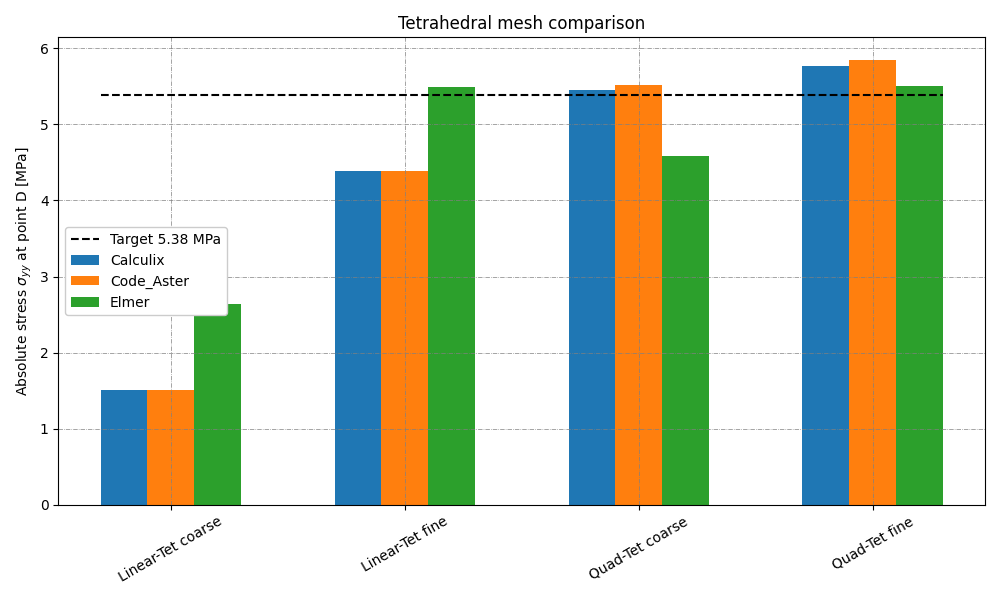 Tetrahedral mesh comparison
Absolute stress σ_yy at point D [MPa]
6
5
4
3
2
1
0
Target 5.38 MPa
Calculix
Code_Aster
Elmer
Linear-Tet coarse
Linear-Tet fine
Quad-Tet coarse
Quad-Tet fine